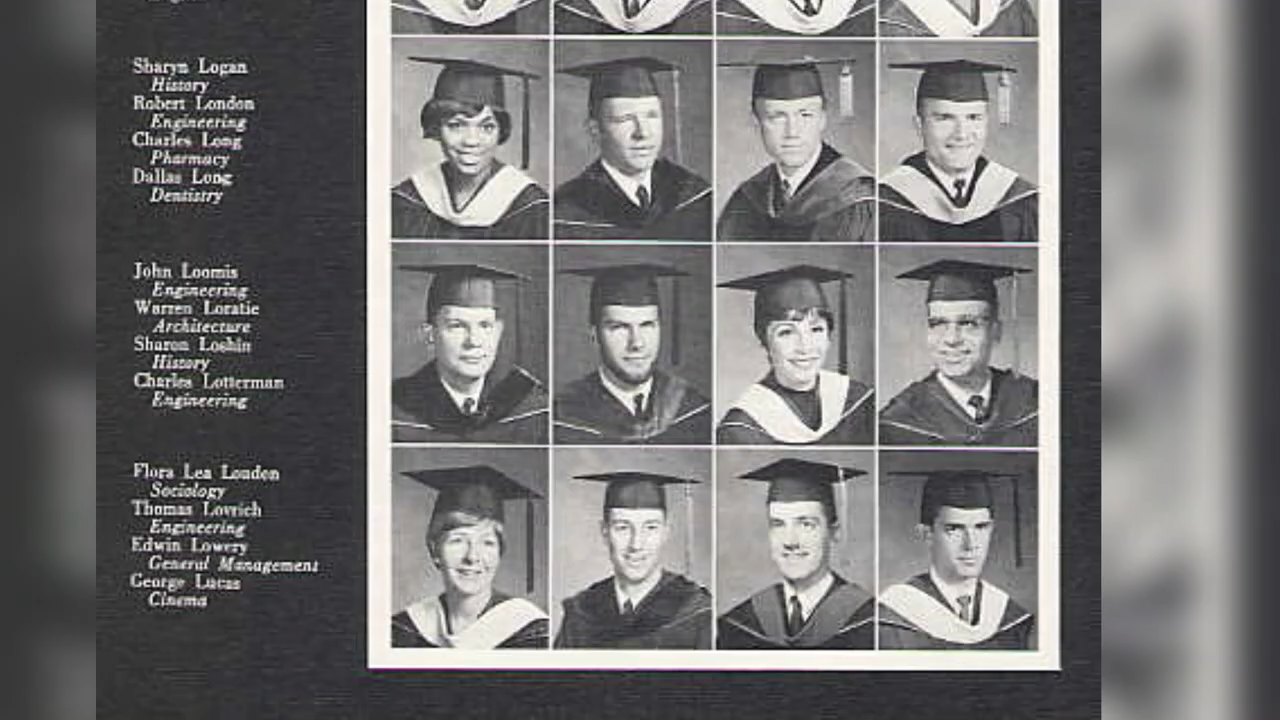 Sharyn Logan
History
Robert London
Engineering
Charles Long
Pharmacy
Dallas Long
Dentistry
John Loomis
Engineering
Warren Loratie
Architecture
Sharon Loshin
History
Charles Lotterman
Engineering
Flora Lea Louden
Sociology
Thomas Lovrich
Engineering
Edwin Lowery
General Management
George Lucas
Cinema